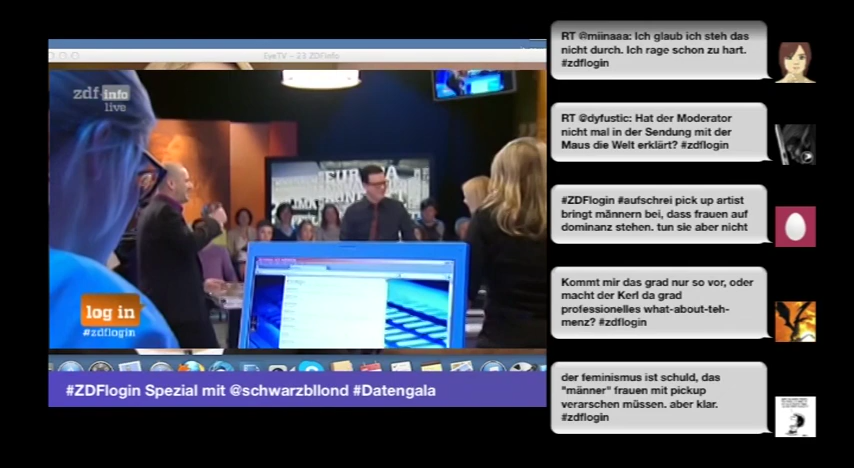 EyeTV – 23 ZDFinfo
zdf info
live
EUR
log in
#zdflogin
#ZDFlogin Spezial mit @schwarzbllond #Datengala
RT @miinaaa: Ich glaub ich steh das
nicht durch. Ich rage schon zu hart.
#zdflogin
RT @dyfustic: Hat der Moderator
nicht mal in der Sendung mit der
Maus die Welt erklärt? #zdflogin
#ZDFlogin #aufschrei pick up artist
bringt männern bei, dass frauen auf
dominanz stehen. tun sie aber nicht
Kommt mir das grad nur so vor, oder
macht der Kerl da grad
professionelles what-about-teh-
menz? #zdflogin
der feminismus ist schuld, das
"männer" frauen mit pickup
verarschen müssen. aber klar.
#zdflogin